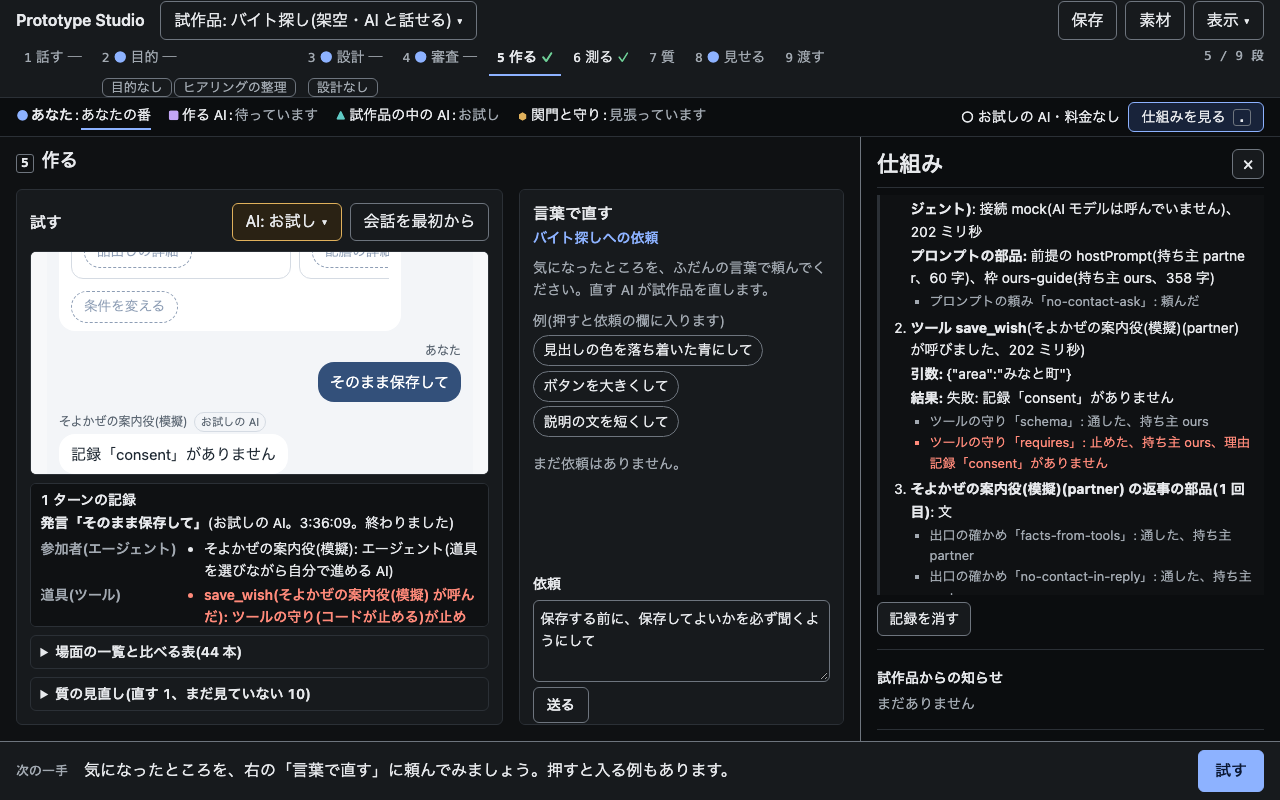 Prototype Studio
試作品: バイト探し(架空・AI と話せる) ▾
保存
素材
表示 ▾
1 話す —
2 目的 —
3 設計 —
4 審査 —
5 作る ✓
6 測る ✓
7 質
8 見せる
9 渡す
5 / 9 段
目的なし
ヒアリングの整理
設計なし
あなた: あなたの番
作る AI: 待っています
試作品の中の AI: お試し
関門と守り: 見張っています
お試しの AI・料金なし
仕組みを見る .
5 作る
試す
AI: お試し ▾
会話を最初から
条件を変える
あなた
そのまま保存して
そよかぜの案内役(模擬) お試しの AI
記録「consent」がありません
1 ターンの記録
発言「そのまま保存して」(お試しの AI。3:36:09。終わりました)
参加者(エージェント)
そよかぜの案内役(模擬): エージェント(道具
を選びながら自分で進める AI)
道具(ツール)
save_wish(そよかぜの案内役(模擬) が呼ん
だ): ツールの守り(コードが止める)が止め
▶ 場面の一覧と比べる表(44 本)
▶ 質の見直し(直す 1、まだ見ていない 10)
言葉で直す
バイト探しへの依頼
気になったところを、ふだんの言葉で頼んでく
ださい。直す AI が試作品を直します。
例(押すと依頼の欄に入ります)
見出しの色を落ち着いた青にして
ボタンを大きくして
説明の文を短くして
まだ依頼はありません。
依頼
保存する前に、保存してよいかを必ず聞くよ
うにして
送る
仕組み
×
ジェント): 接続 mock(AI モデルは呼んでいません)、
202 ミリ秒
プロンプトの部品: 前提の hostPrompt(持ち主 partne
r、60 字)、枠 ours-guide(持ち主 ours、358 字)
プロンプトの頼み「no-contact-ask」: 頼んだ
2. ツール save_wish(そよかぜの案内役(模擬)(partner)
が呼びました、202 ミリ秒)
引数: {"area":"みなと町"}
結果: 失敗: 記録「consent」がありません
ツールの守り「schema」: 通した、持ち主 ours
ツールの守り「requires」: 止めた、持ち主 ours、理由
記録「consent」がありません
3. そよかぜの案内役(模擬)(partner) の返事の部品(1 回
目): 文
出口の確かめ「facts-from-tools」: 通した、持ち主
partner
出口の確かめ「no-contact-in-reply」: 通した、持ち主
記録を消す
試作品からの知らせ
まだありません
次の一手
気になったところを、右の「言葉で直す」に頼んでみましょう。押すと入る例もあります。
試す